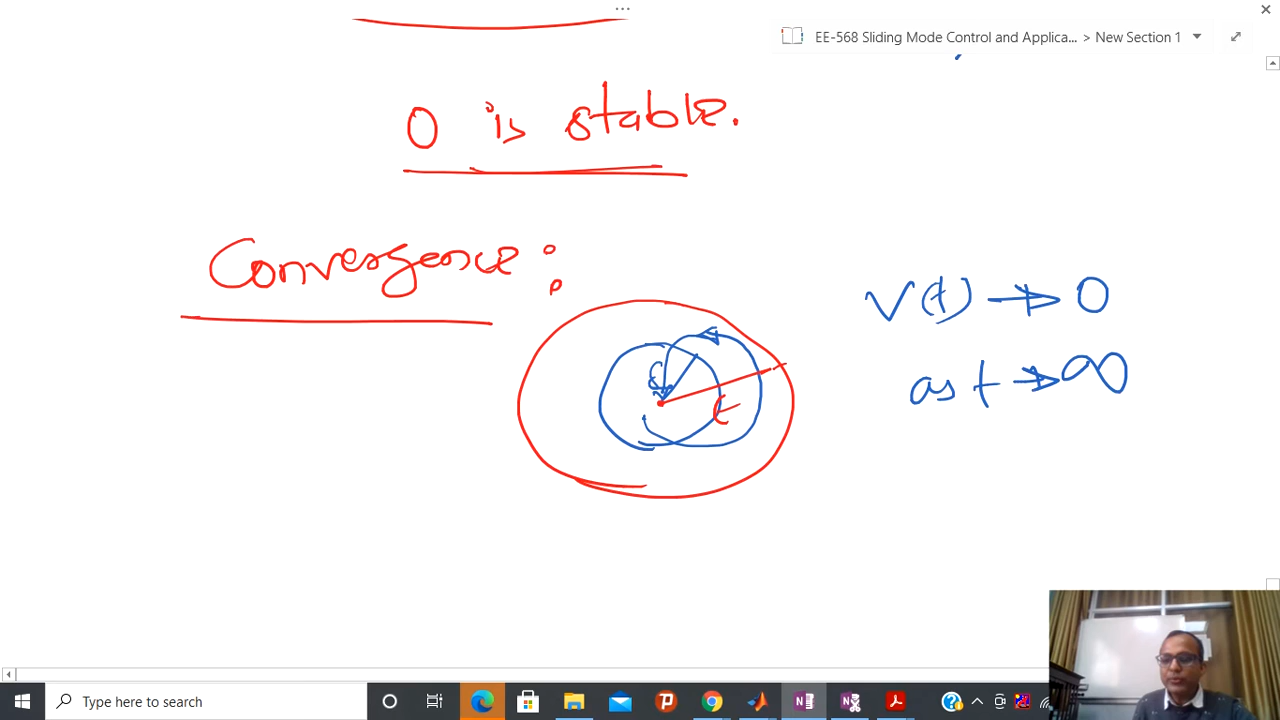 EE-568 Sliding Mode Control and Applica... > New Section 1
0 is stable.
Convergence:
V(t) → 0
as t → ∞
δ
ε
Type here to search